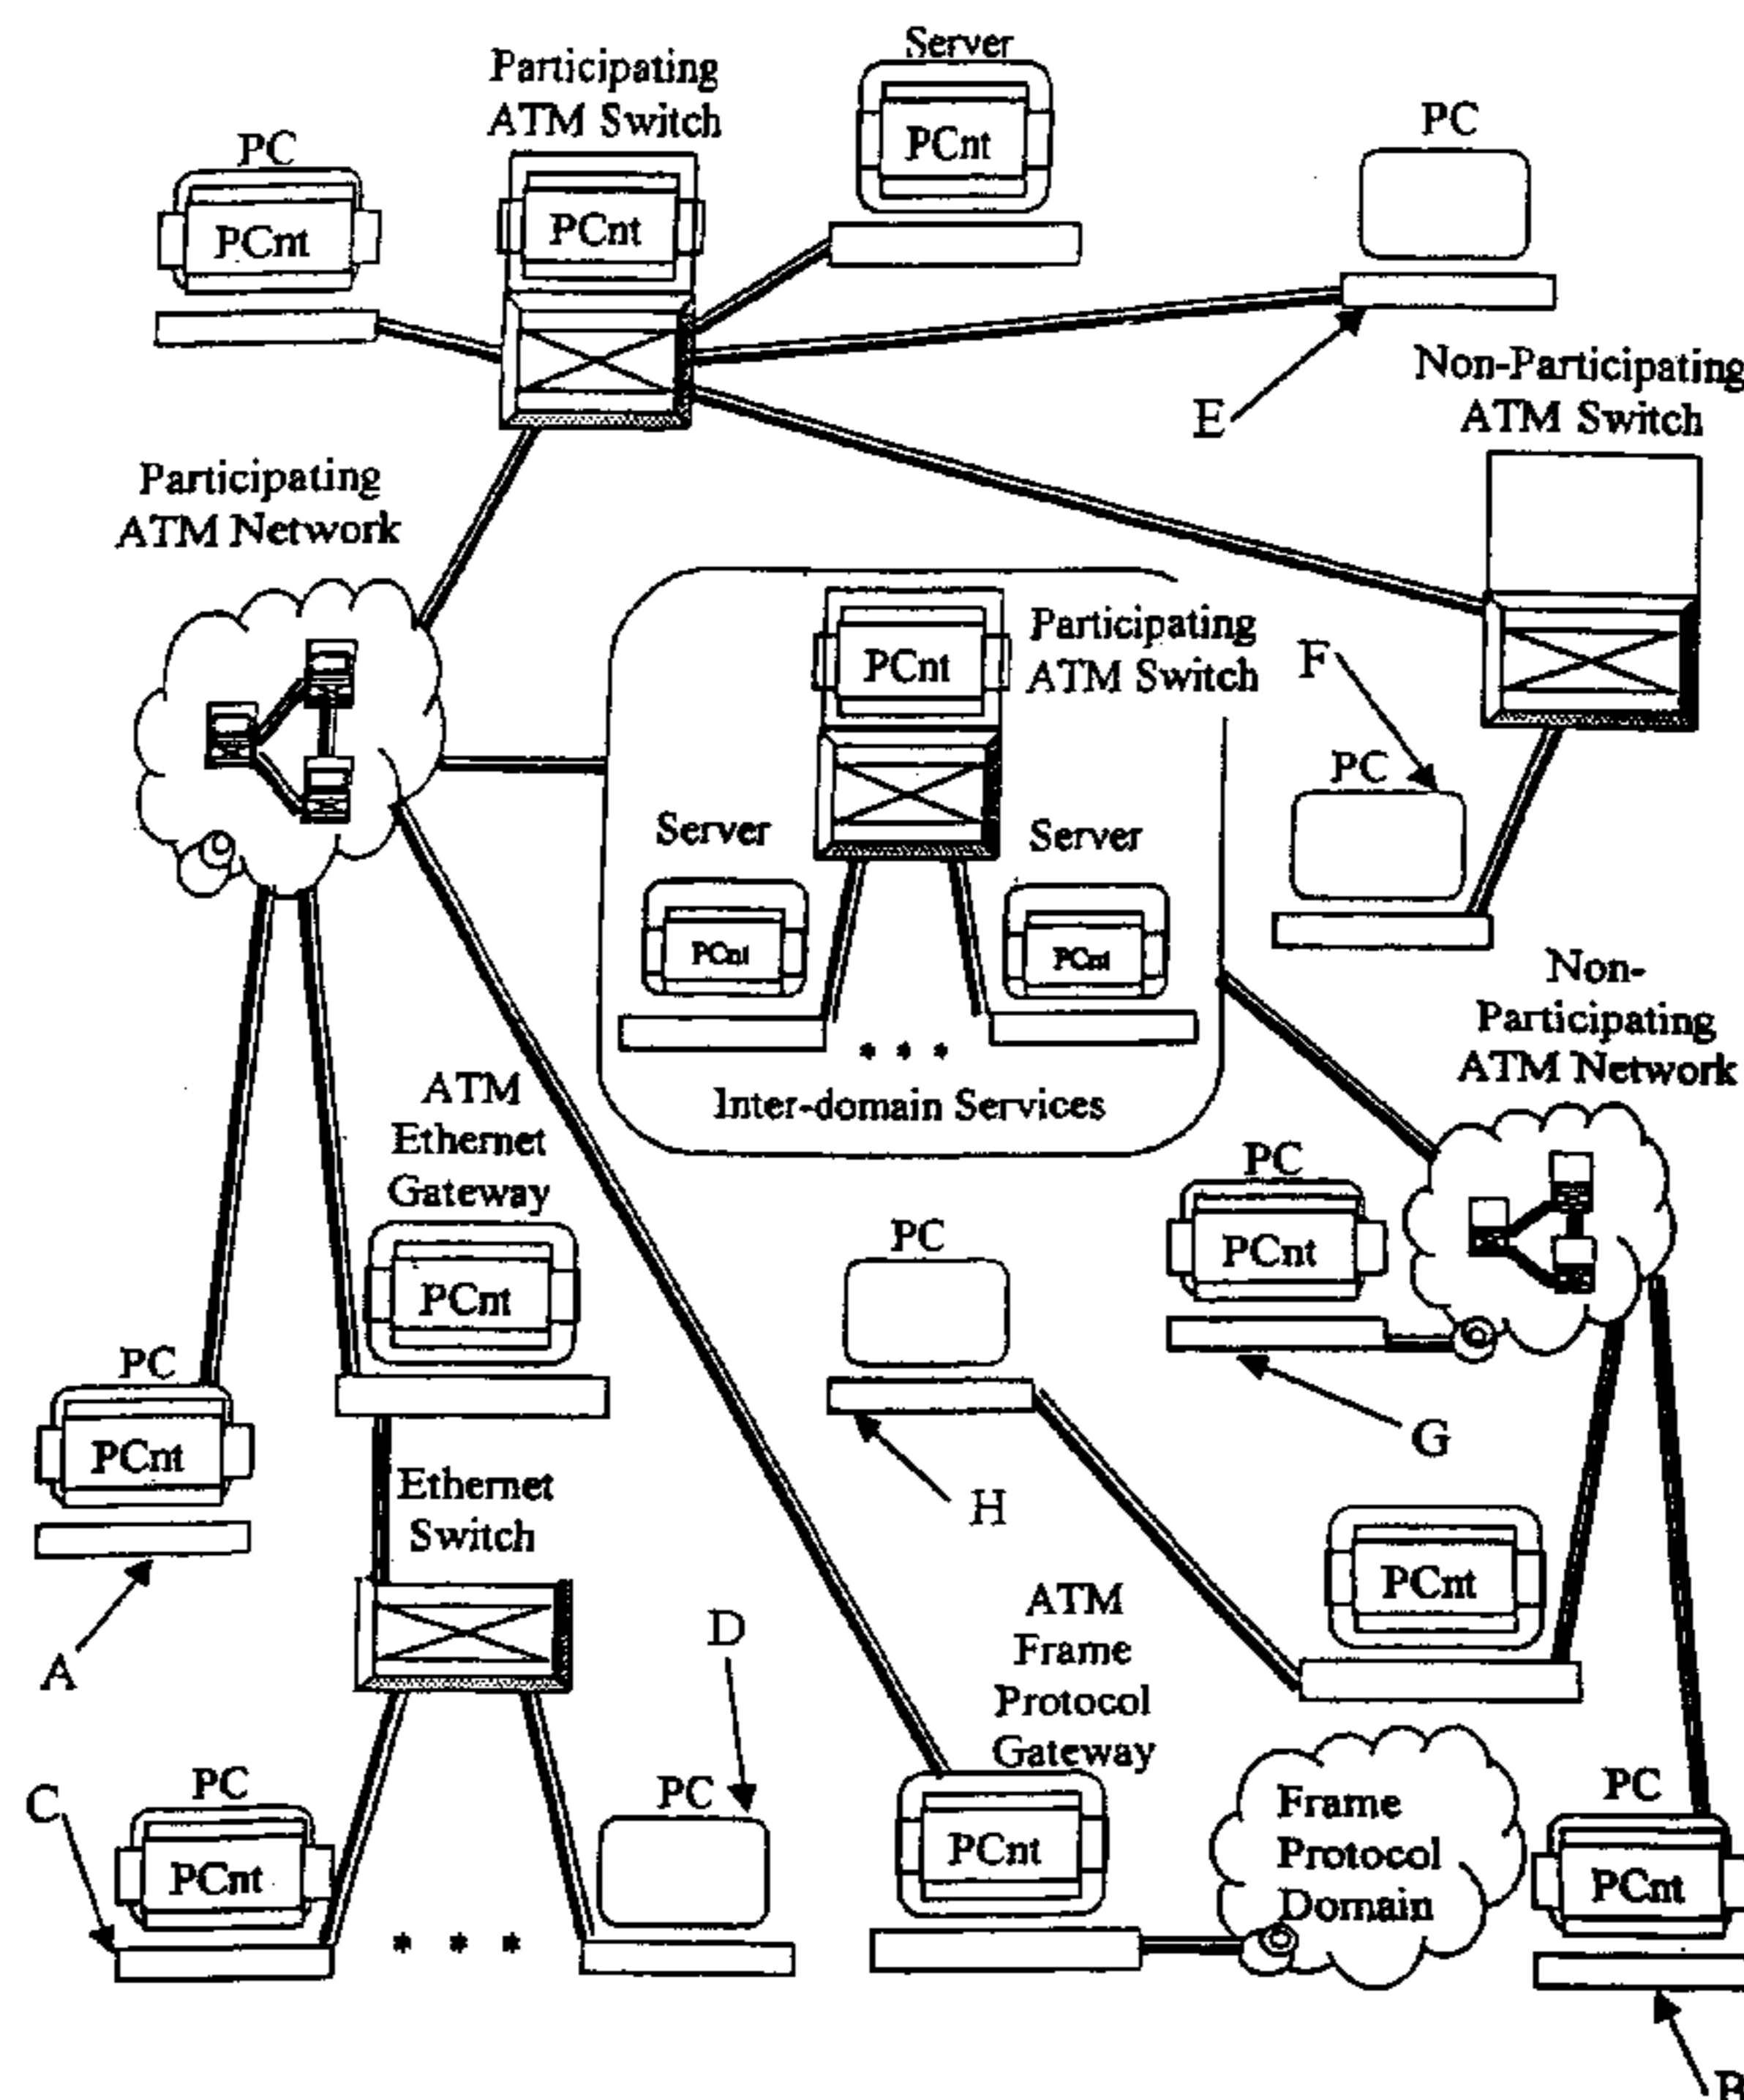 Server
Participating
ATM Switch
PCnt
PC
PC
PCnt
PCnt
Non-Participating
ATM Switch
E
Participating
ATM Network
Participating
ATM Switch
PCnt
F
PC
Server
Server
PCnt
PCnt
* * *
Inter-domain Services
Non-
Participating
ATM Network
ATM
Ethernet
Gateway
PCnt
PC
PCnt
PC
G
H
PC
PCnt
A
Ethernet
Switch
PCnt
D
ATM
Frame
Protocol
Gateway
PCnt
C
PC
PCnt
* * *
PC
Frame
Protocol
Domain
PC
PCnt
B